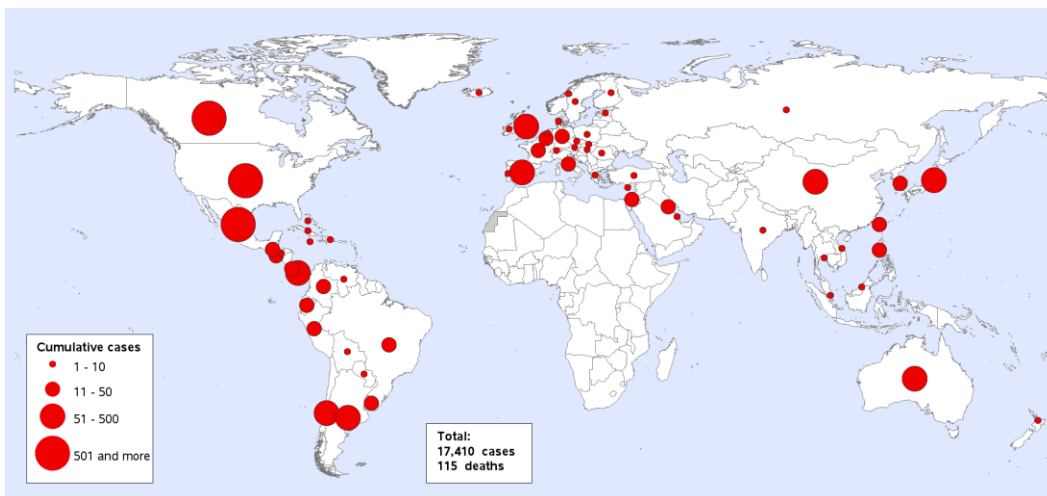 Cumulative cases
1 - 10
11 - 50
51 - 500
501 and more
Total:
17,410 cases
115 deaths